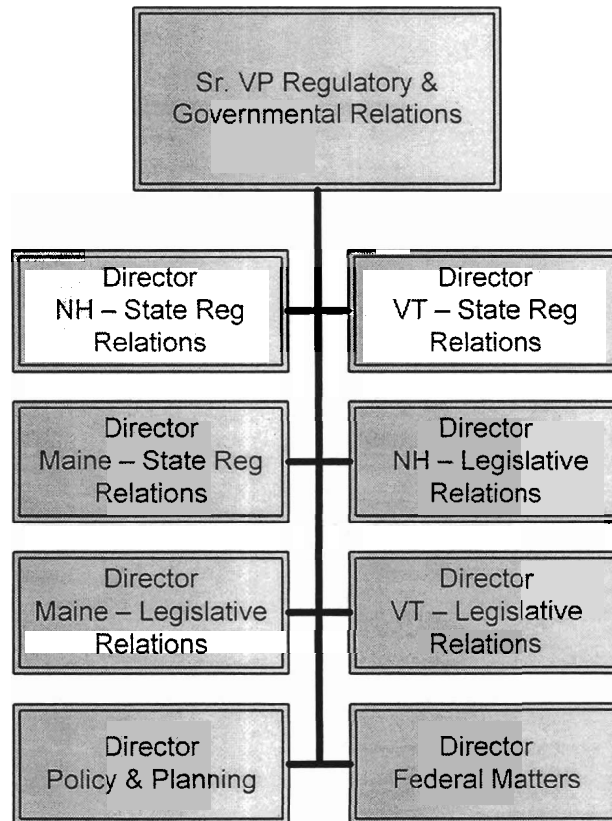 Sr. VP Regulatory &
Governmental Relations
Director
NH – State Reg
Relations
Director
VT – State Reg
Relations
Director
Maine – State Reg
Relations
Director
NH – Legislative
Relations
Director
Maine – Legislative
Relations
Director
VT – Legislative
Relations
Director
Policy & Planning
Director
Federal Matters